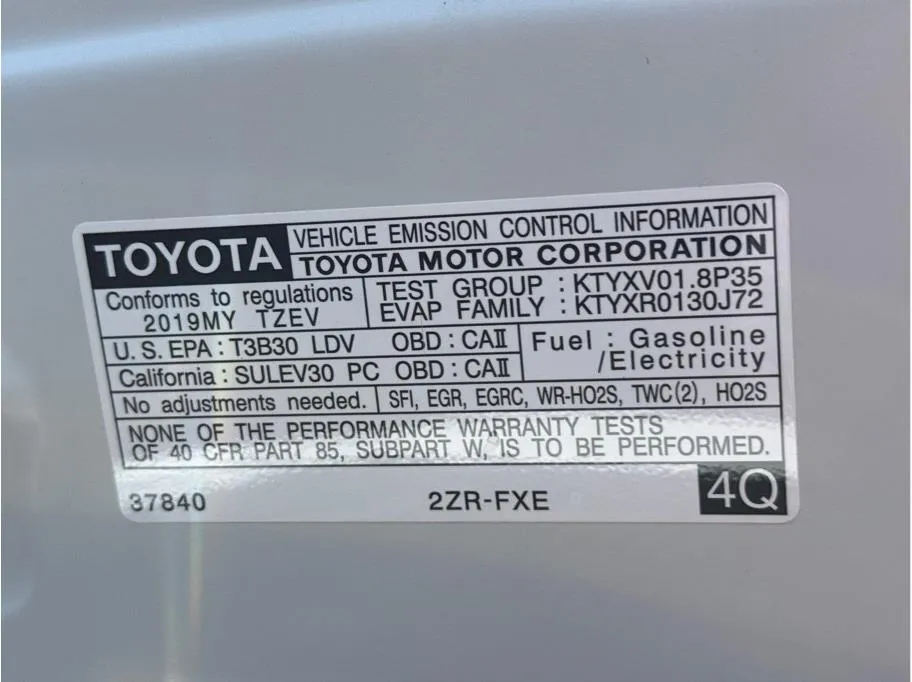 TOYOTA VEHICLE EMISSION CONTROL INFORMATION
TOYOTA MOTOR CORPORATION
Conforms to regulations
2019MY TZEV
TEST GROUP : KTYXV01.8P35
EVAP FAMILY : KTYXR0130J72
U.S. EPA : T3B30 LDV OBD : CAII
California : SULEV30 PC OBD : CAII
Fuel : Gasoline
/Electricity
No adjustments needed. SFI, EGR, EGRC, WR-HO2S, TWC(2), HO2S
NONE OF THE PERFORMANCE WARRANTY TESTS
OF 40 CFR PART 85, SUBPART W, IS TO BE PERFORMED.
37840 2ZR-FXE 4Q